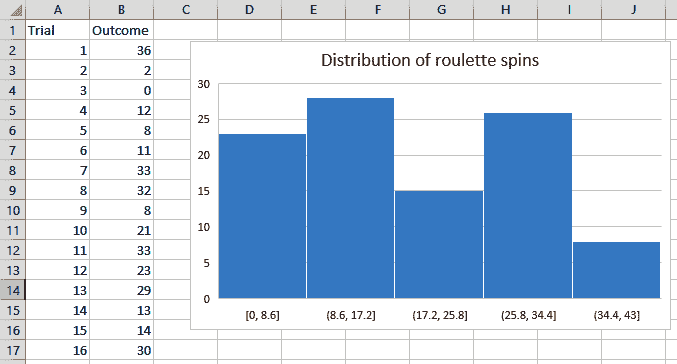 A B C D E F G H I J
1 Trial Outcome
2 1 36
3 2 2
4 3 0
5 4 12
6 5 8
7 6 11
8 7 33
9 8 32
10 9 8
11 10 21
12 11 33
13 12 23
14 13 29
15 14 13
16 15 14
17 16 30
Distribution of roulette spins
30
25
20
15
10
5
0
[0, 8.6] (8.6, 17.2] (17.2, 25.8] (25.8, 34.4] (34.4, 43]